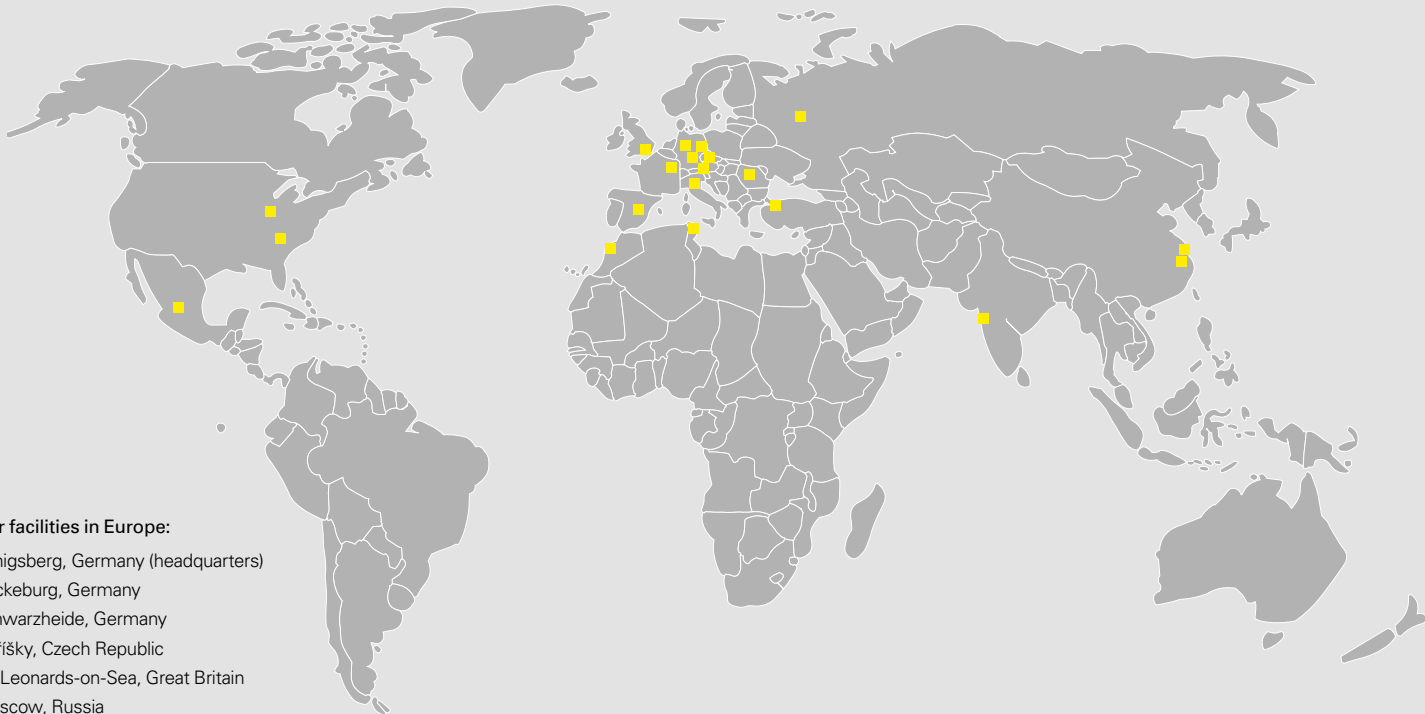 r facilities in Europe:
nigsberg, Germany (headquarters)
ckeburg, Germany
hwarzheide, Germany
říšky, Czech Republic
Leonards-on-Sea, Great Britain
scow, Russia